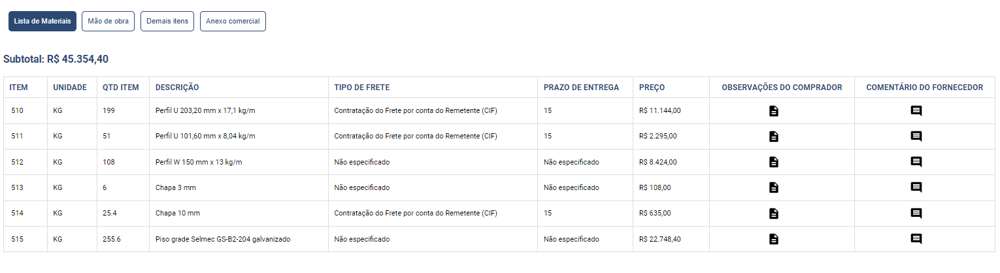 Lista de Materiais Mão de obra Demais itens Anexo comercial
Subtotal: R$ 45.354,40
ITEM UNIDADE QTD ITEM DESCRIÇÃO TIPO DE FRETE PRAZO DE ENTREGA PREÇO OBSERVAÇÕES DO COMPRADOR COMENTÁRIO DO FORNECEDOR
510 KG 199 Perfil U 203,20 mm x 17,1 kg/m Contratação do Frete por conta do Remetente (CIF) 15 R$ 11.144,00
511 KG 51 Perfil U 101,60 mm x 8,04 kg/m Contratação do Frete por conta do Remetente (CIF) 15 R$ 2.295,00
512 KG 108 Perfil W 150 mm x 13 kg/m Não especificado Não especificado R$ 8.424,00
513 KG 6 Chapa 3 mm Não especificado Não especificado R$ 108,00
514 KG 25.4 Chapa 10 mm Contratação do Frete por conta do Remetente (CIF) 15 R$ 635,00
515 KG 255.6 Piso grade Selmec GS-B2-204 galvanizado Não especificado Não especificado R$ 22.748,40